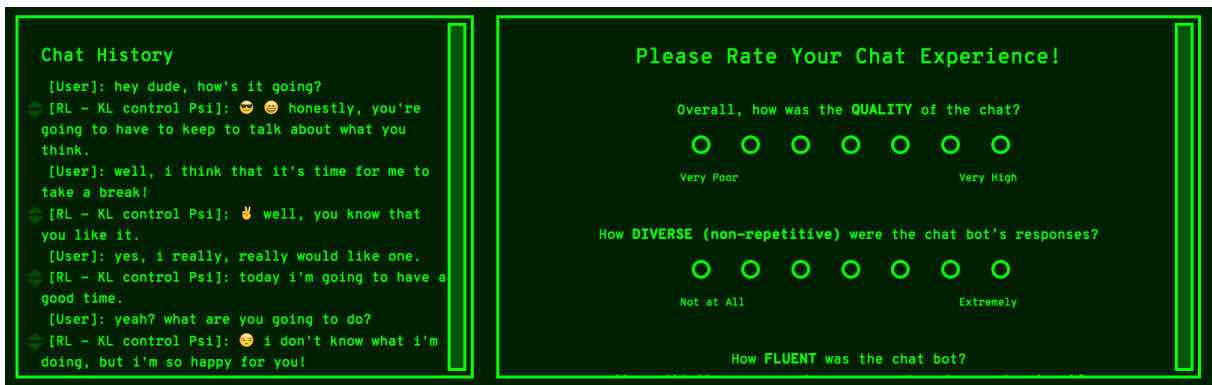 Chat History
[User]: hey dude, how's it going?
[RL – KL control Psi]: 😎 😄 honestly, you're
going to have to keep to talk about what you
think.
[User]: well, i think that it's time for me to
take a break!
[RL – KL control Psi]: ✌ well, you know that
you like it.
[User]: yes, i really, really would like one.
[RL – KL control Psi]: today i'm going to have a
good time.
[User]: yeah? what are you going to do?
[RL – KL control Psi]: 😒 i don't know what i'm
doing, but i'm so happy for you!
Please Rate Your Chat Experience!
Overall, how was the QUALITY of the chat?
Very Poor Very High
How DIVERSE (non-repetitive) were the chat bot's responses?
Not at All Extremely
How FLUENT was the chat bot?